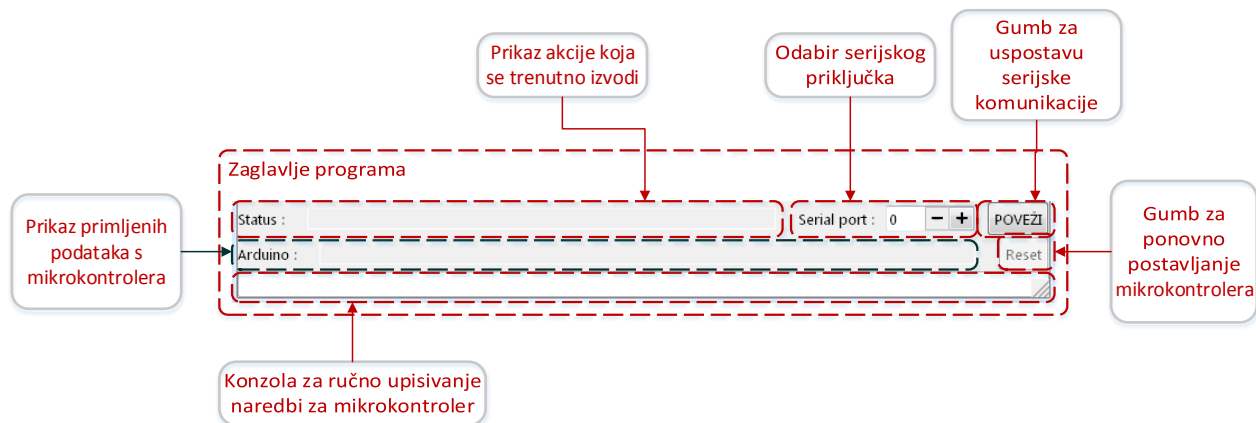 Prikaz akcije koja
se trenutno izvodi
Odabir serijskog
priključka
Gumb za
uspostavu
serijske
komunikacije
Zaglavlje programa
Prikaz primljenih
podataka s
mikrokontrolera
Status :
Serial port : 0 − +
POVEŽI
Arduino :
Reset
Gumb za
ponovno
postavljanje
mikrokontrolera
Konzola za ručno upisivanje
naredbi za mikrokontroler